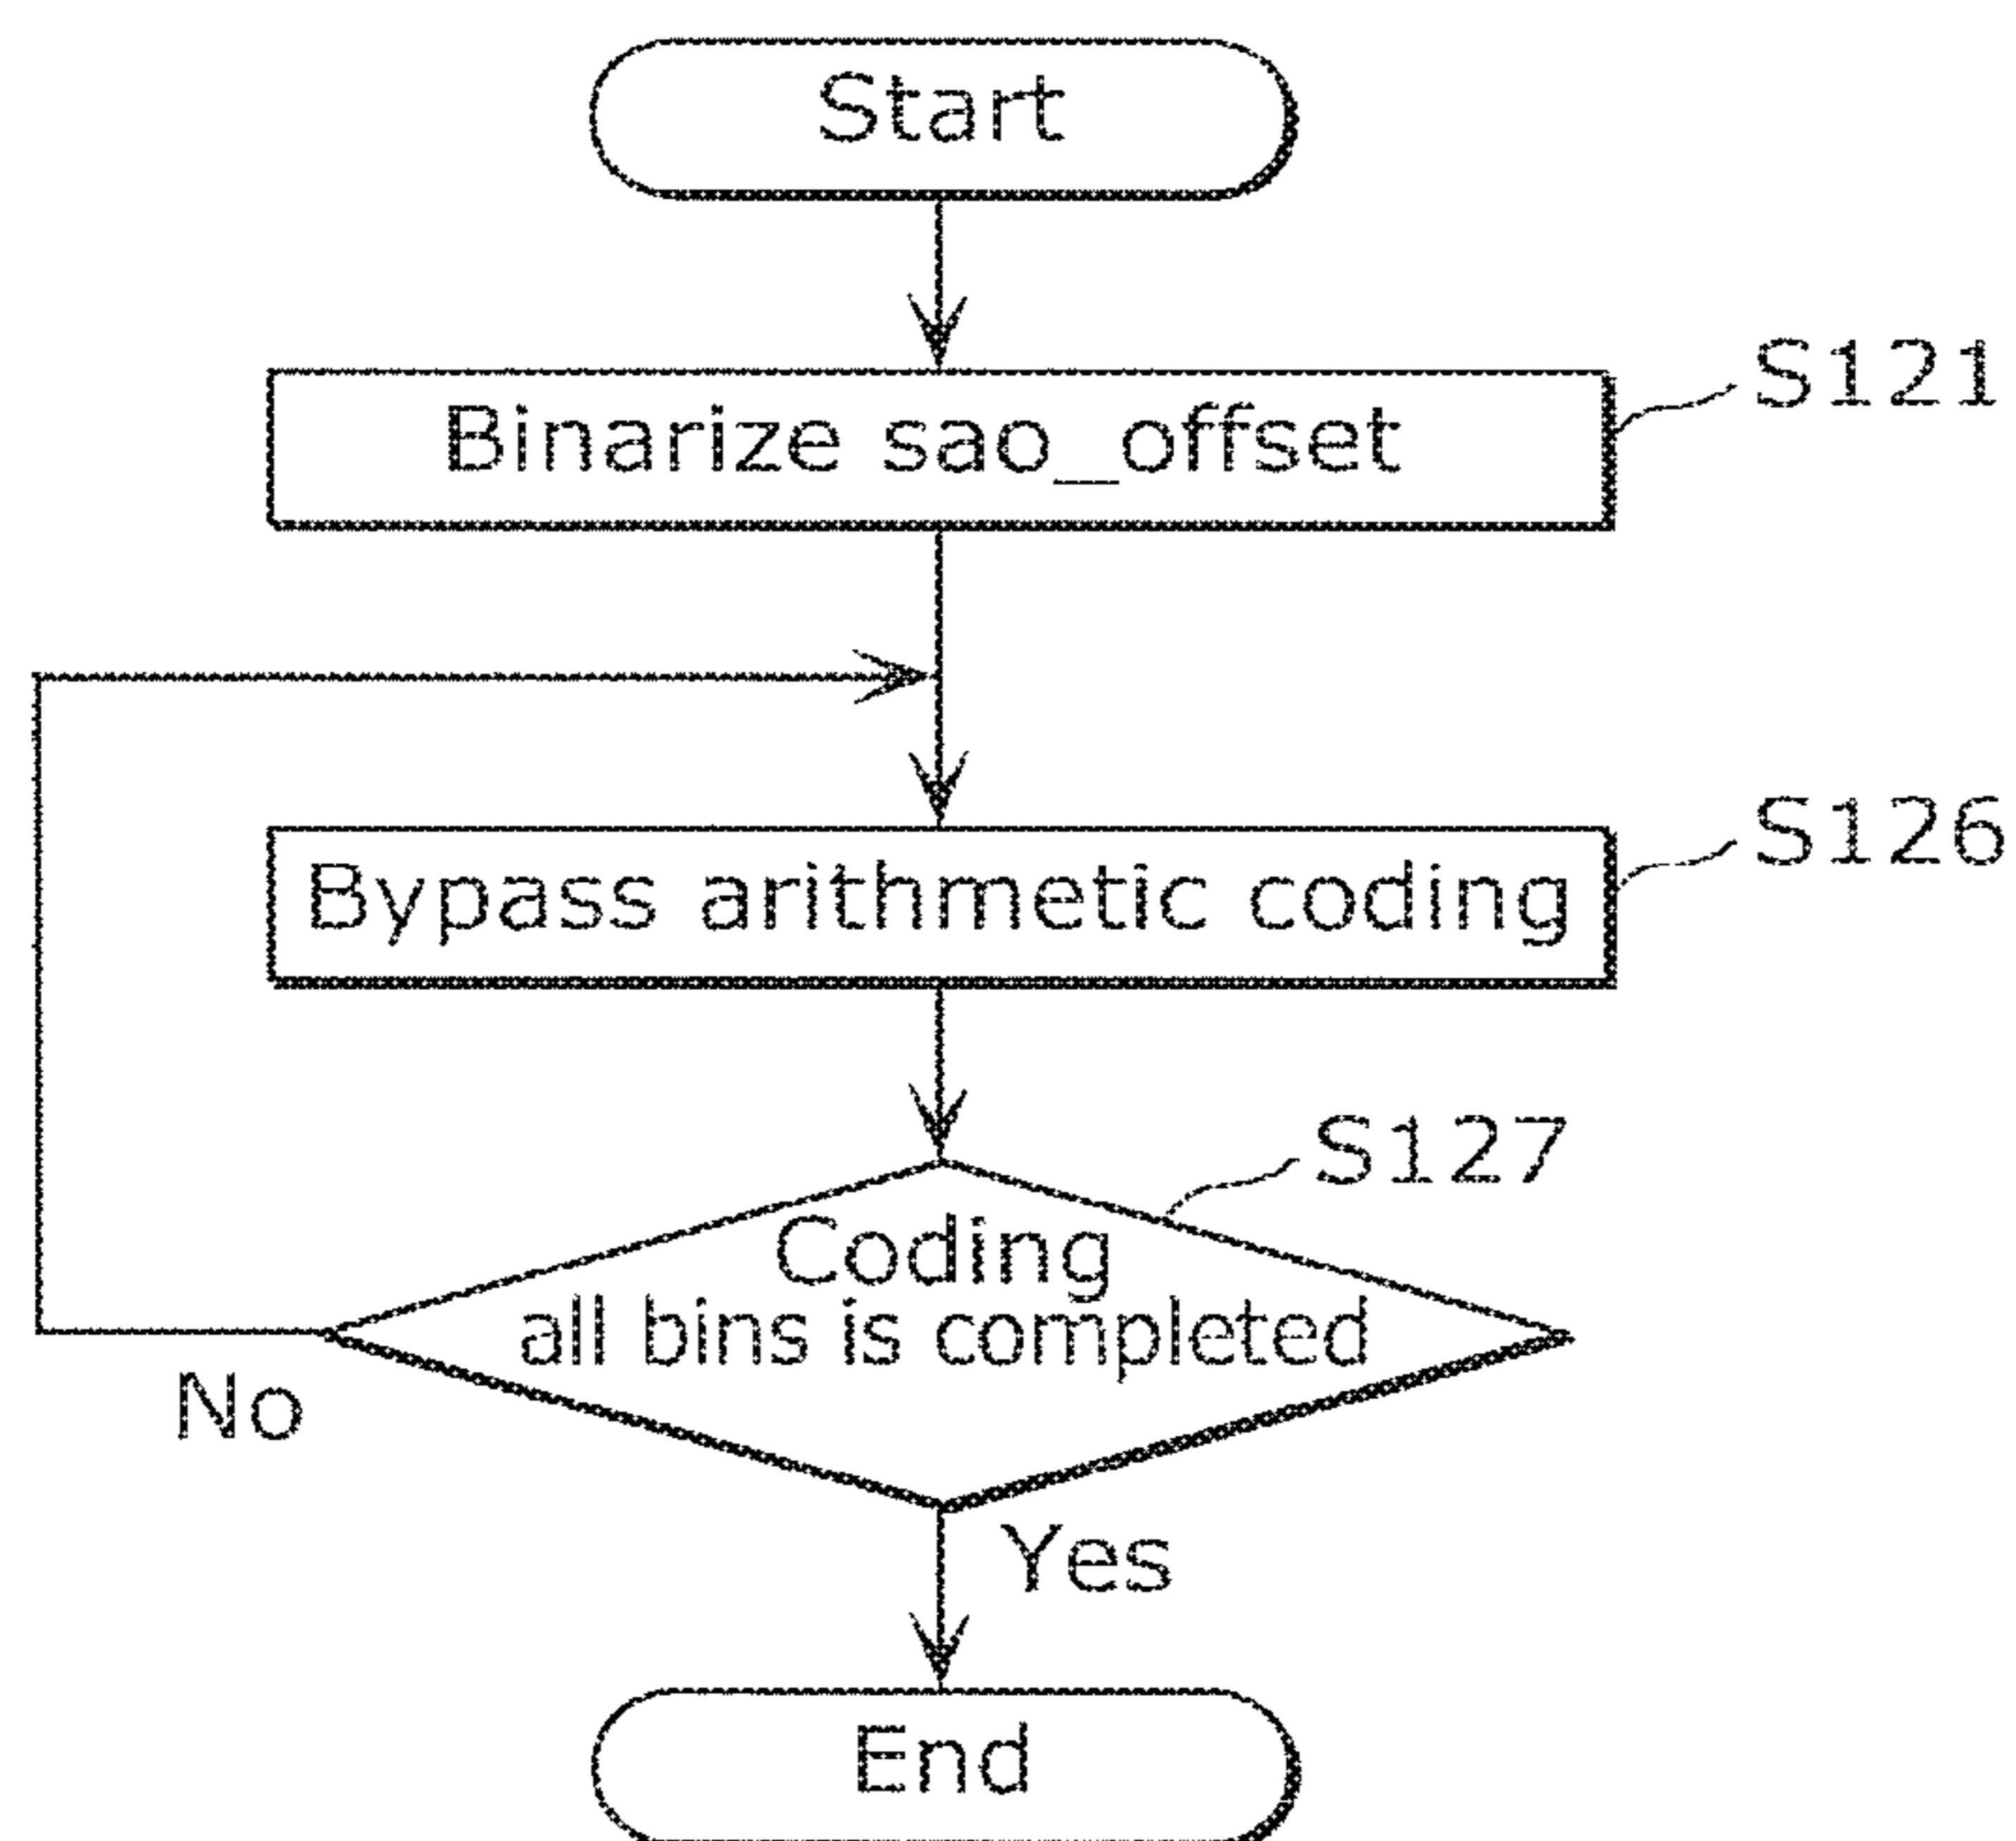 Start
Binarize sao_offset
S121
Bypass arithmetic coding
S126
S127
Coding
all bins is completed
No
Yes
End